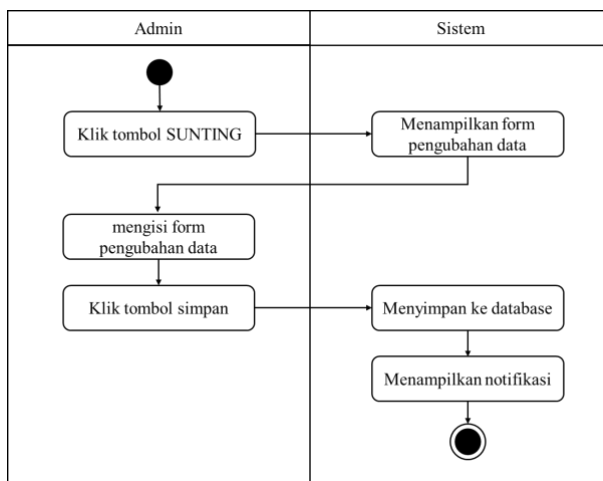 Admin
Sistem
Klik tombol SUNTING
Menampilkan form
pengubahan data
mengisi form
pengubahan data
Klik tombol simpan
Menyimpan ke database
Menampilkan notifikasi